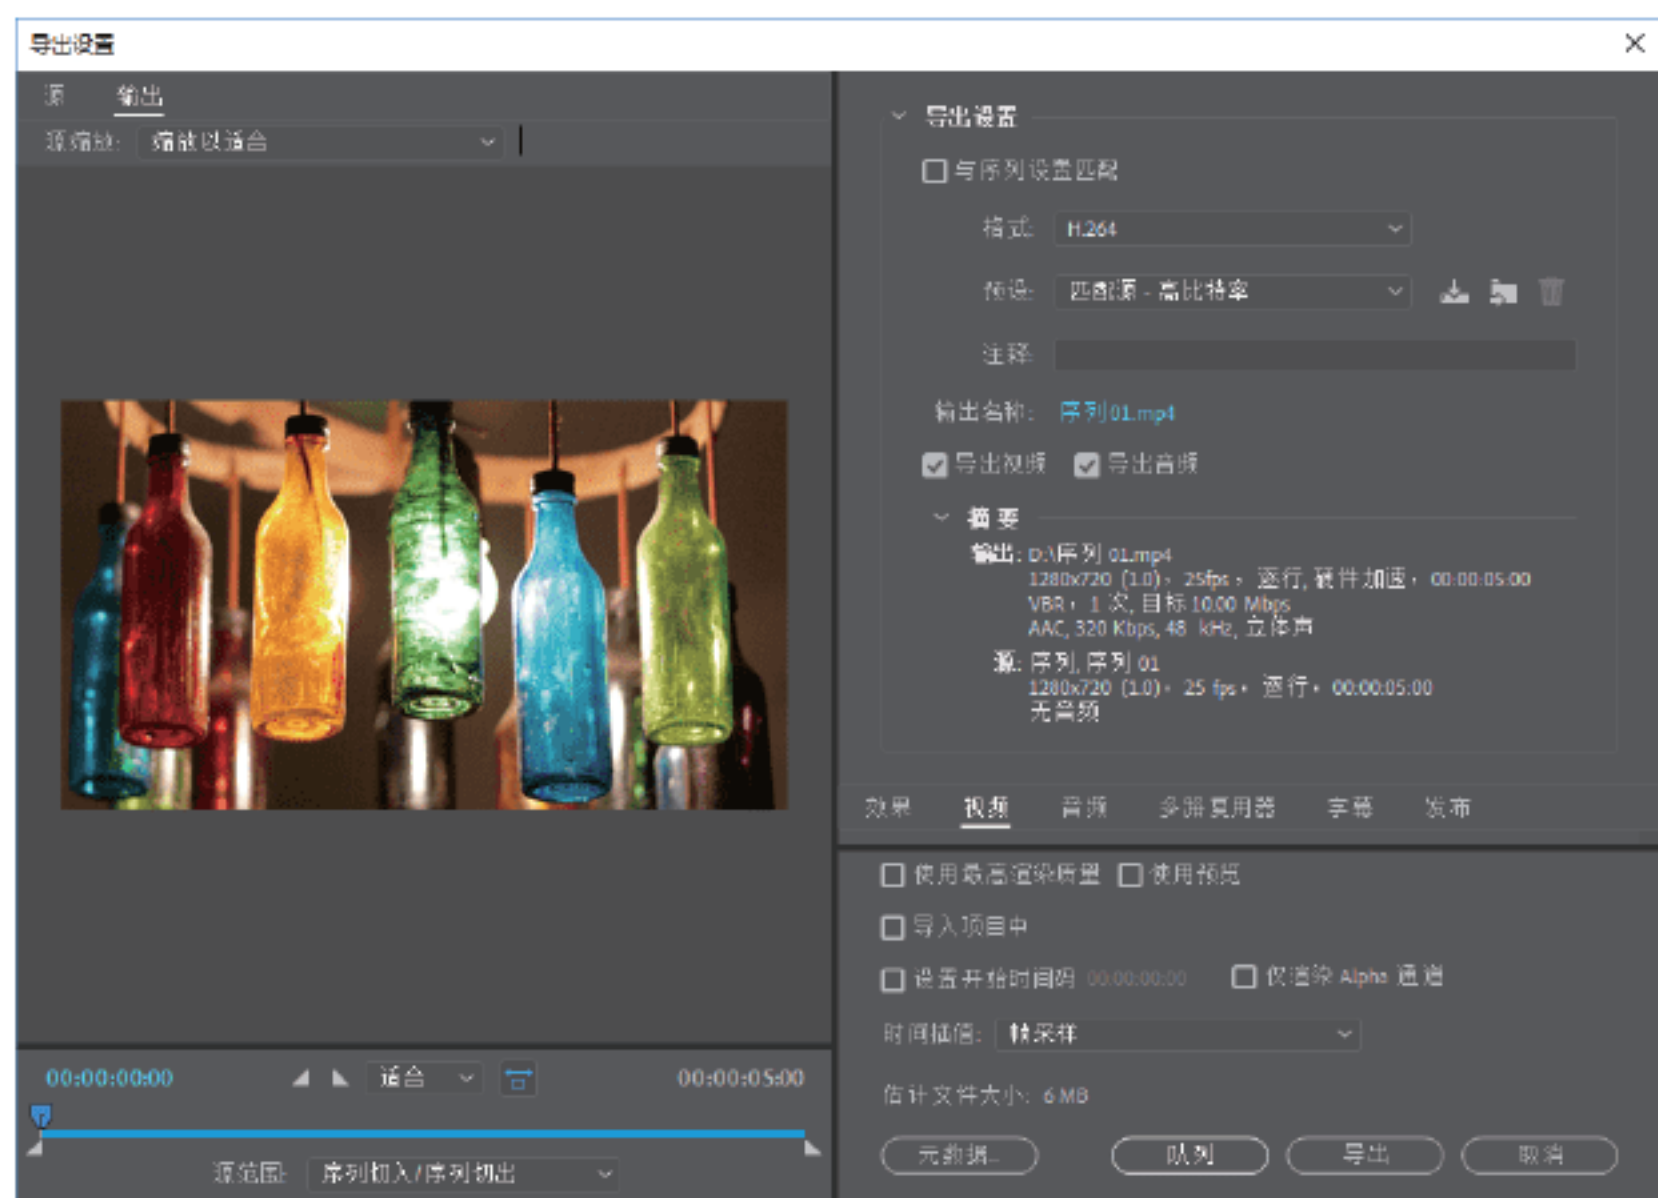 导出设置
源 输出
源缩放: 缩放以适合
导出设置
与序列设置匹配
格式: H.264
预设: 匹配源 - 高比特率
注释:
输出名称: 序列01.mp4
导出视频 导出音频
摘要
输出: D:\序列 01.mp4
1280x720 (1.0), 25fps, 逐行, 硬件加速, 00:00:05:00
VBR, 1 次, 目标 10.00 Mbps
AAC, 320 Kbps, 48 kHz, 立体声
源: 序列, 序列 01
1280x720 (1.0), 25 fps, 逐行, 00:00:05:00
无音频
效果 视频 音频 多路复用器 字幕 发布
使用最高渲染质量 使用预览
导入项目中
设置开始时间码 00:00:00:00 仅渲染 Alpha 通道
时间插值: 帧采样
估计文件大小: 6 MB
元数据... 队列 导出 取消
00:00:00:00 适合 00:00:05:00
源范围: 序列切入/序列切出